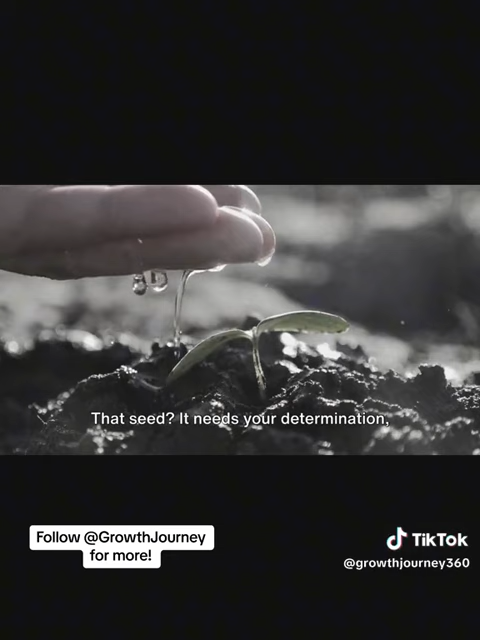 That seed? It needs your determination,
Follow @GrowthJourney
for more!
TikTok
@growthjourney360